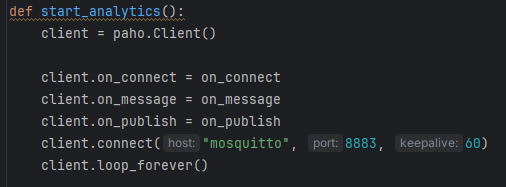 def start_analytics():
client = paho.Client()
client.on_connect = on_connect
client.on_message = on_message
client.on_publish = on_publish
client.connect( host: "mosquitto", port: 8883, keepalive: 60)
client.loop_forever()